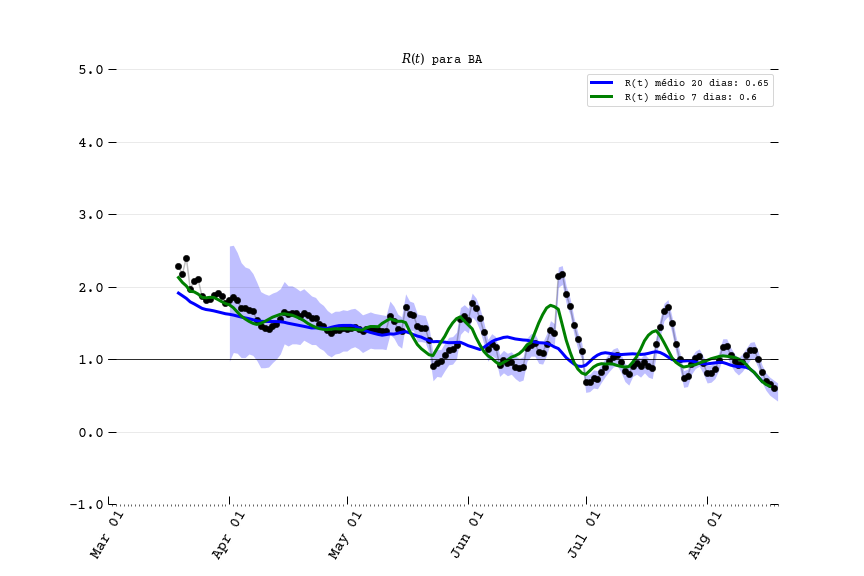 R(t) para BA
5.0
R(t) médio 20 dias: 0.65
R(t) médio 7 dias: 0.6
4.0
3.0
2.0
1.0
0.0
-1.0
Mar 01
Apr 01
May 01
Jun 01
Jul 01
Aug 01